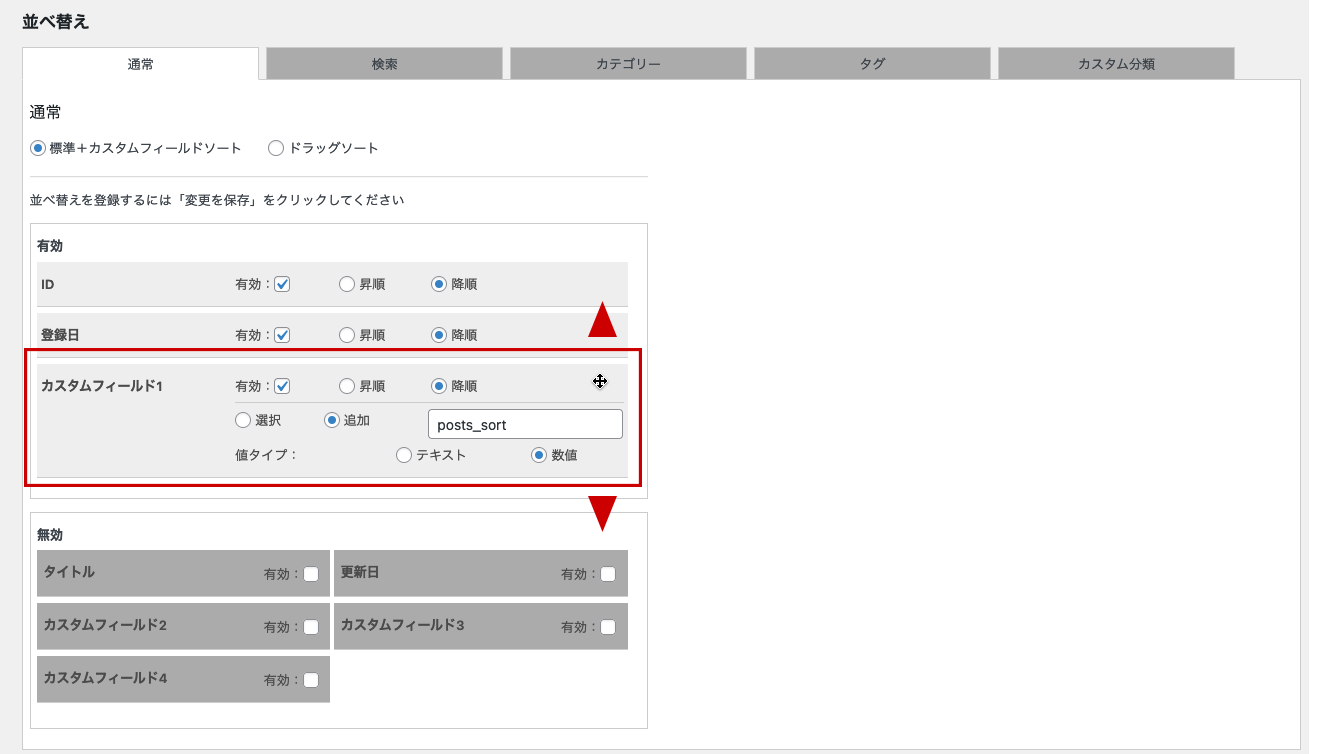 並べ替え
通常 検索 カテゴリー タグ カスタム分類
通常
標準＋カスタムフィールドソート ドラッグソート
並べ替えを登録するには「変更を保存」をクリックしてください
有効
ID 有効： 昇順 降順
登録日 有効： 昇順 降順
カスタムフィールド1 有効： 昇順 降順
選択 追加 posts_sort
値タイプ： テキスト 数値
無効
タイトル 有効： 更新日 有効：
カスタムフィールド2 有効： カスタムフィールド3 有効：
カスタムフィールド4 有効：